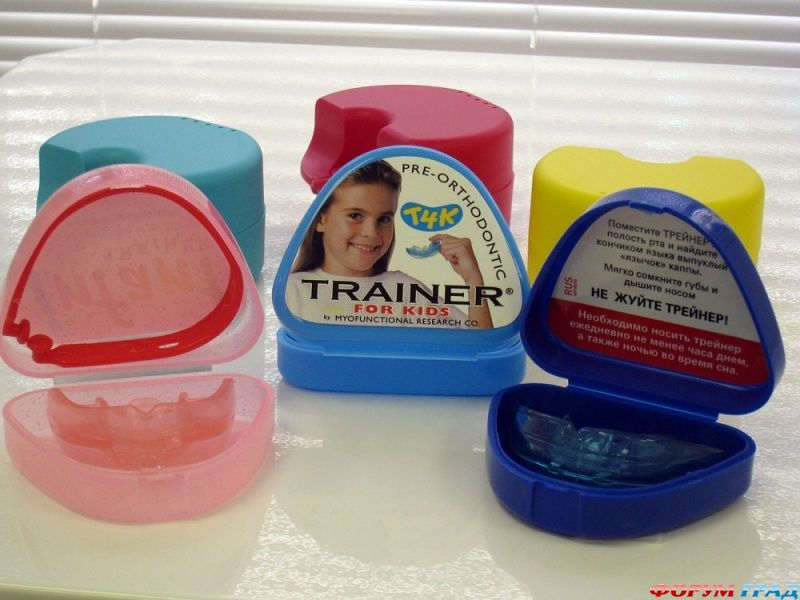 PRE-ORTHODONTIC
T4K
TRAINER®
FOR KIDS
by MYOFUNCTIONAL RESEARCH CO.
Поместите ТРЕЙНЕР
полость рта и найдите
кончиком языка выпуклый
«язычок» каппы.
Мягко сомкните губы и
дышите носом
НЕ ЖУЙТЕ ТРЕЙНЕР!
RUS
Необходимо носить трейнер
ежедневно не менее часа днем,
а также ночью во время сна.
ФОРУМ ГРАД